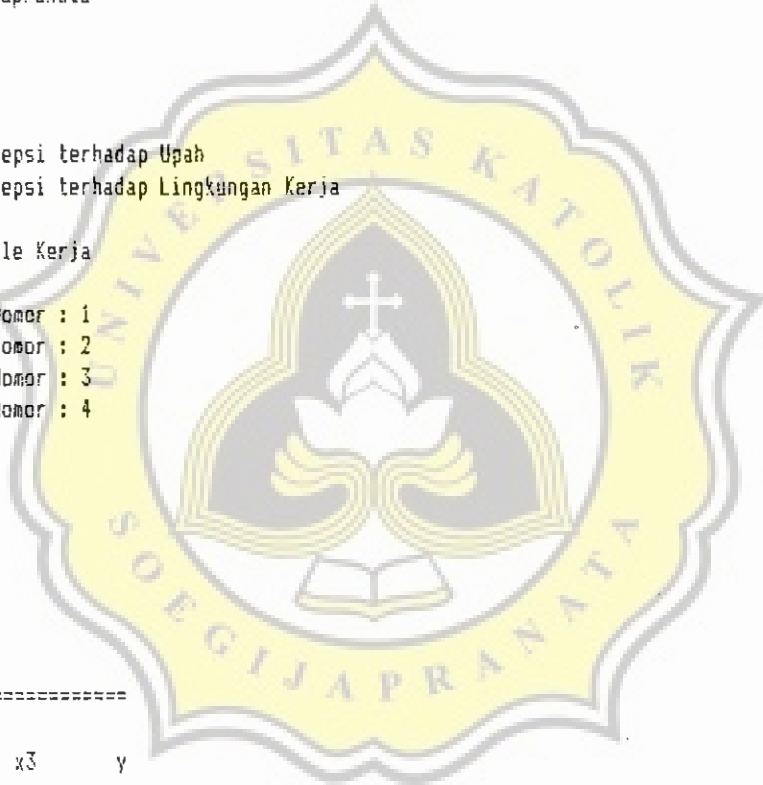 epsi terhadap Upah
epsi terhadap Lingkungan Kerja
le Kerja
omor : 1
omor : 2
omor : 3
omor : 4
============
x3 y
UNIVERSITAS KATOLIK
SOEGIJAPRANATA